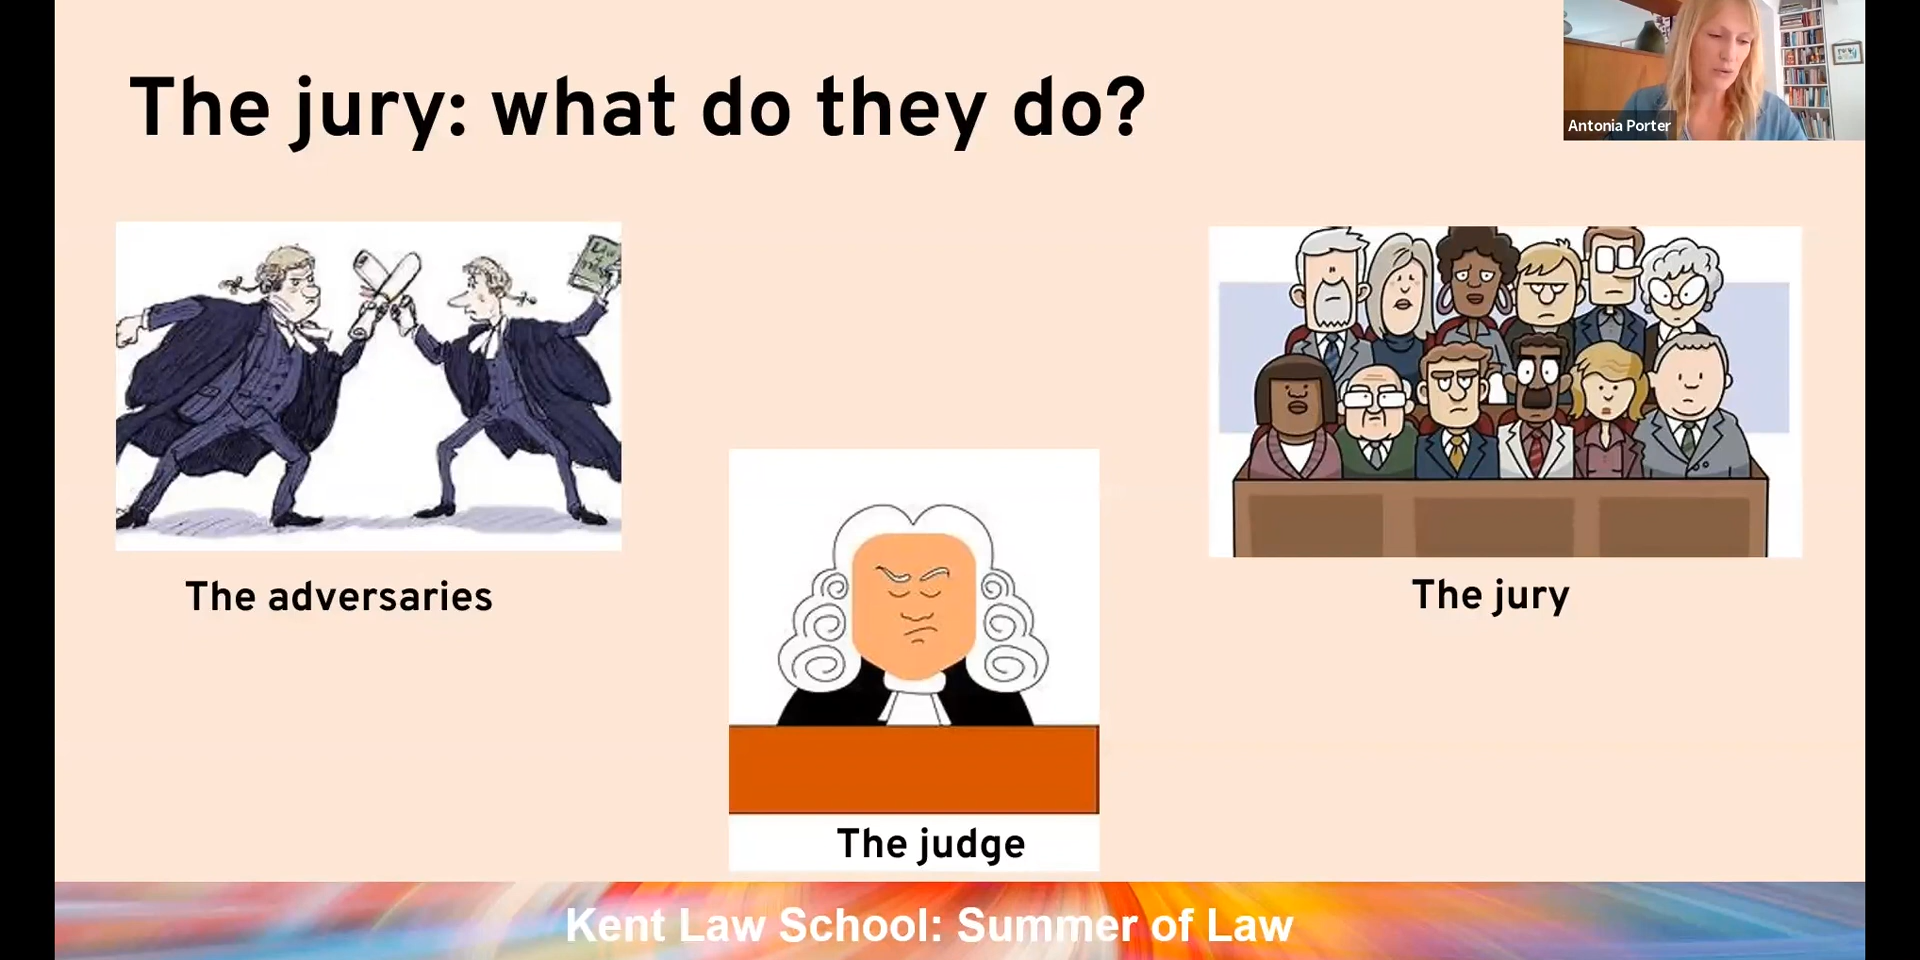 The jury: what do they do?
Antonia Porter
The adversaries
The jury
The judge
Kent Law School: Summer of Law